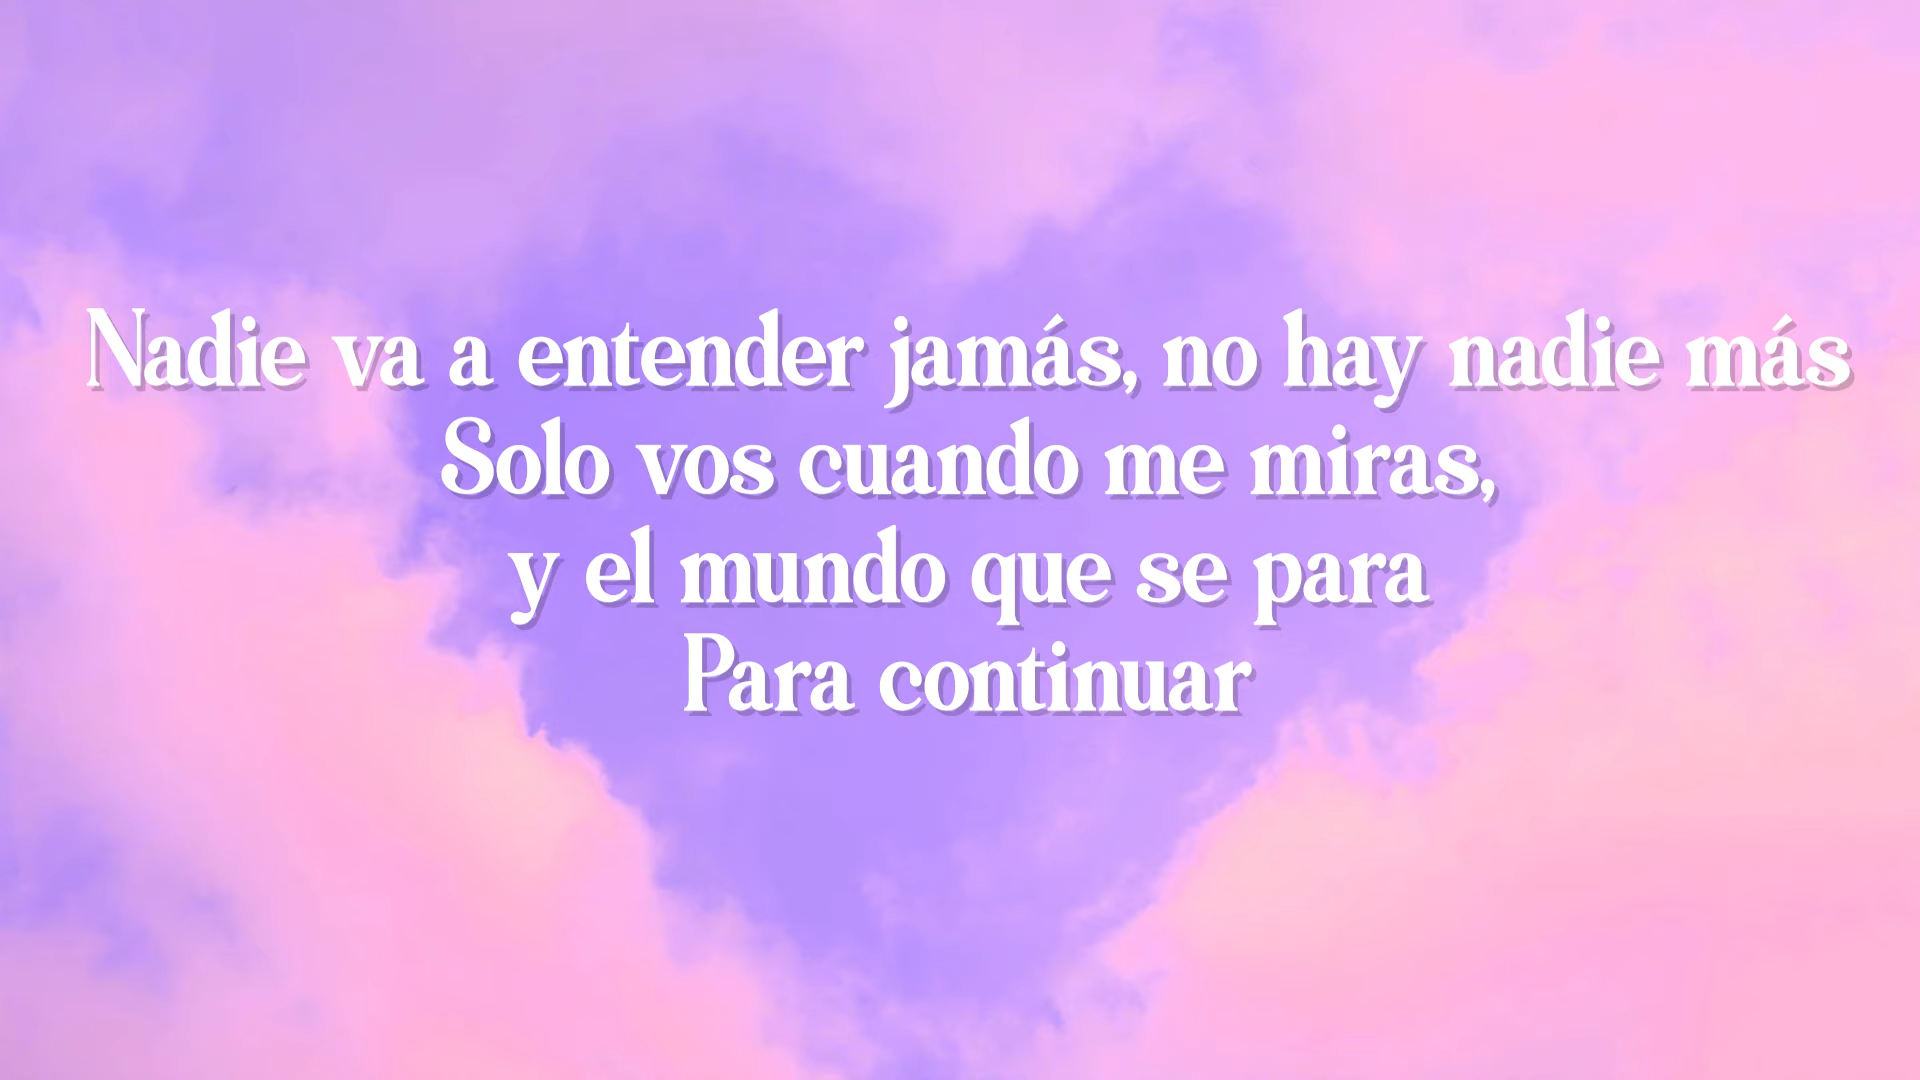 Nadie va a entender jamás, no hay nadie más
Solo vos cuando me miras,
y el mundo que se para
Para continuar